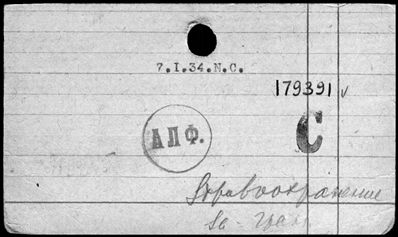 7.I.34.N.C.
179391 v
АЛФ.
С
Здравоохранение